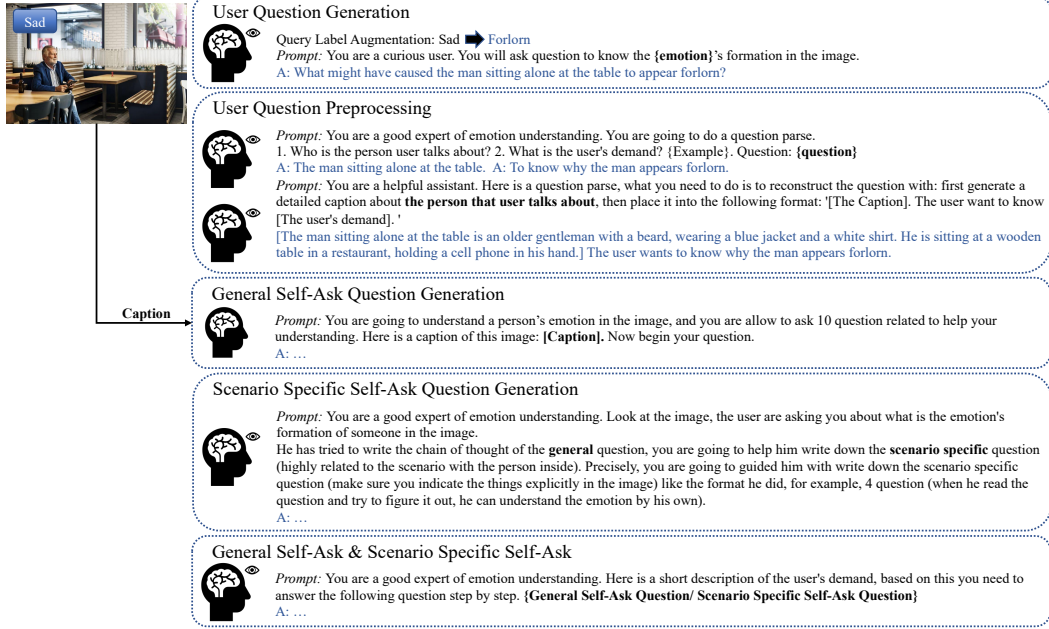 Sad
User Question Generation
Query Label Augmentation: Sad Forlorn
Prompt: You are a curious user. You will ask question to know the {emotion}'s formation in the image.
A: What might have caused the man sitting alone at the table to appear forlorn?
User Question Preprocessing
Prompt: You are a good expert of emotion understanding. You are going to do a question parse.
1. Who is the person user talks about? 2. What is the user's demand? {Example}. Question: {question}
A: The man sitting alone at the table. A: To know why the man appears forlorn.
Prompt: You are a helpful assistant. Here is a question parse, what you need to do is to reconstruct the question with: first generate a
detailed caption about the person that user talks about, then place it into the following format: '[The Caption]. The user want to know
[The user's demand]. '
[The man sitting alone at the table is an older gentleman with a beard, wearing a blue jacket and a white shirt. He is sitting at a wooden
table in a restaurant, holding a cell phone in his hand.] The user wants to know why the man appears forlorn.
Caption
General Self-Ask Question Generation
Prompt: You are going to understand a person's emotion in the image, and you are allow to ask 10 question related to help your
understanding. Here is a caption of this image: [Caption]. Now begin your question.
A: …
Scenario Specific Self-Ask Question Generation
Prompt: You are a good expert of emotion understanding. Look at the image, the user are asking you about what is the emotion's
formation of someone in the image.
He has tried to write the chain of thought of the general question, you are going to help him write down the scenario specific question
(highly related to the scenario with the person inside). Precisely, you are going to guided him with write down the scenario specific
question (make sure you indicate the things explicitly in the image) like the format he did, for example, 4 question (when he read the
question and try to figure it out, he can understand the emotion by his own).
A: …
General Self-Ask & Scenario Specific Self-Ask
Prompt: You are a good expert of emotion understanding. Here is a short description of the user's demand, based on this you need to
answer the following question step by step. {General Self-Ask Question/ Scenario Specific Self-Ask Question}
A: …